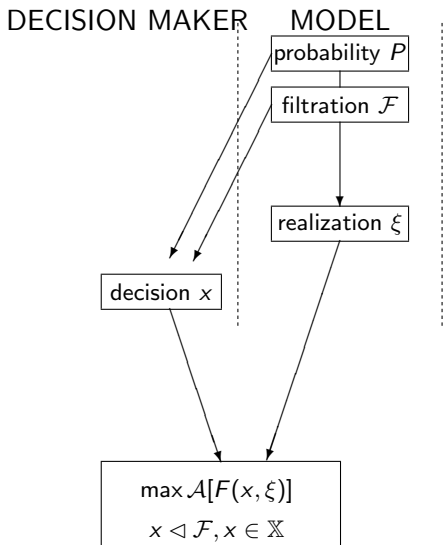 DECISION MAKER MODEL
probability P
filtration ℱ
realization ξ
decision x
max 𝒜[F(x, ξ)]
x ◁ ℱ, x ∈ 𝕏